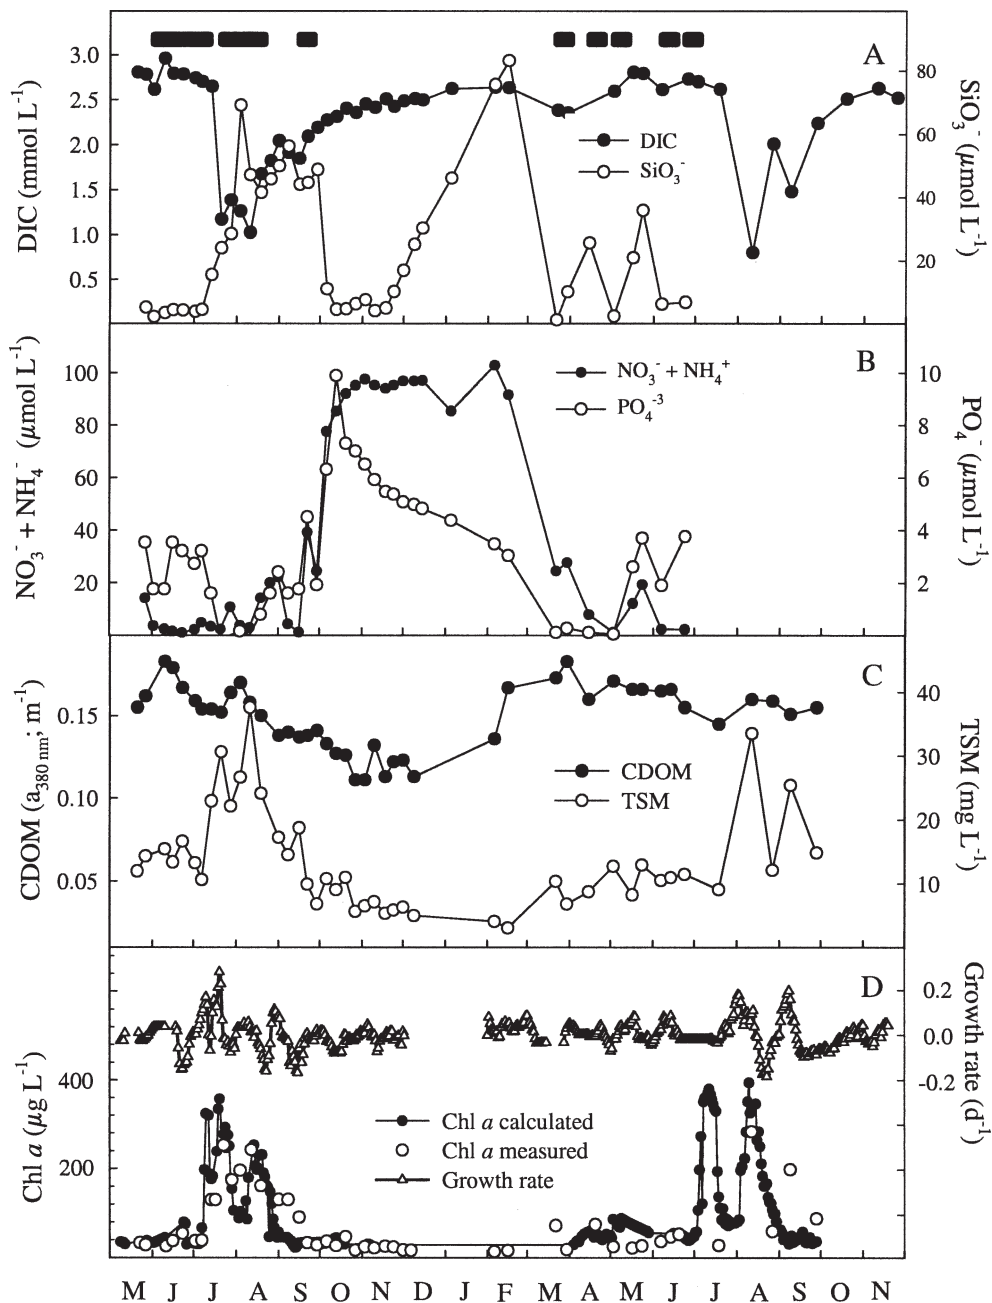 A
3.0
2.5
2.0
1.5
1.0
0.5
DIC (mmol L⁻¹)
80
60
40
20
SiO₃⁻ (μmol L⁻¹)
DIC
SiO₃⁻
B
100
80
60
40
20
NO₃⁻ + NH₄⁻ (μmol L⁻¹)
10
8
6
4
2
PO₄⁻ (μmol L⁻¹)
NO₃⁻ + NH₄⁺
PO₄⁻³
C
0.15
0.10
0.05
CDOM (a₃₈₀ ₙₘ; m⁻¹)
40
30
20
10
TSM (mg L⁻¹)
CDOM
TSM
D
400
200
Chl a (μg L⁻¹)
0.2
0.0
-0.2
Growth rate (d⁻¹)
Chl a calculated
Chl a measured
Growth rate
M J J A S O N D J F M A M J J A S O N